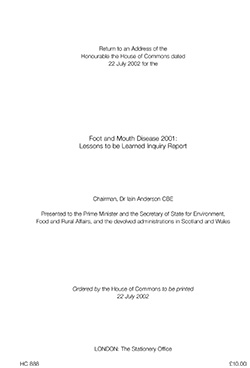 Return to an Address of the
Honourable the House of Commons dated
22 July 2002 for the
Foot and Mouth Disease 2001:
Lessons to be Learned Inquiry Report
Chairman, Dr Iain Anderson CBE
Presented to the Prime Minister and the Secretary of State for Environment,
Food and Rural Affairs, and the devolved administrations in Scotland and Wales
Ordered by the House of Commons to be printed
22 July 2002
LONDON: The Stationery Office
HC 888
£10.00